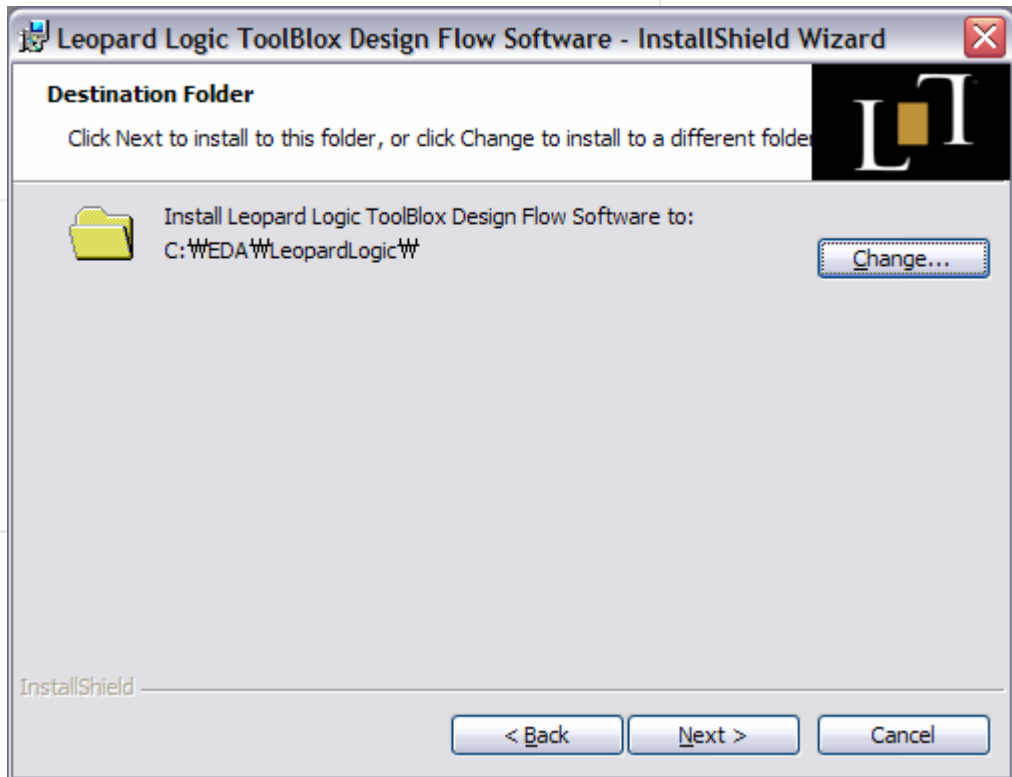 Leopard Logic ToolBlox Design Flow Software - InstallShield Wizard
Destination Folder
Click Next to install to this folder, or click Change to install to a different folder
Install Leopard Logic ToolBlox Design Flow Software to:
C:₩EDA₩LeopardLogic₩
Change...
InstallShield
< Back
Next >
Cancel